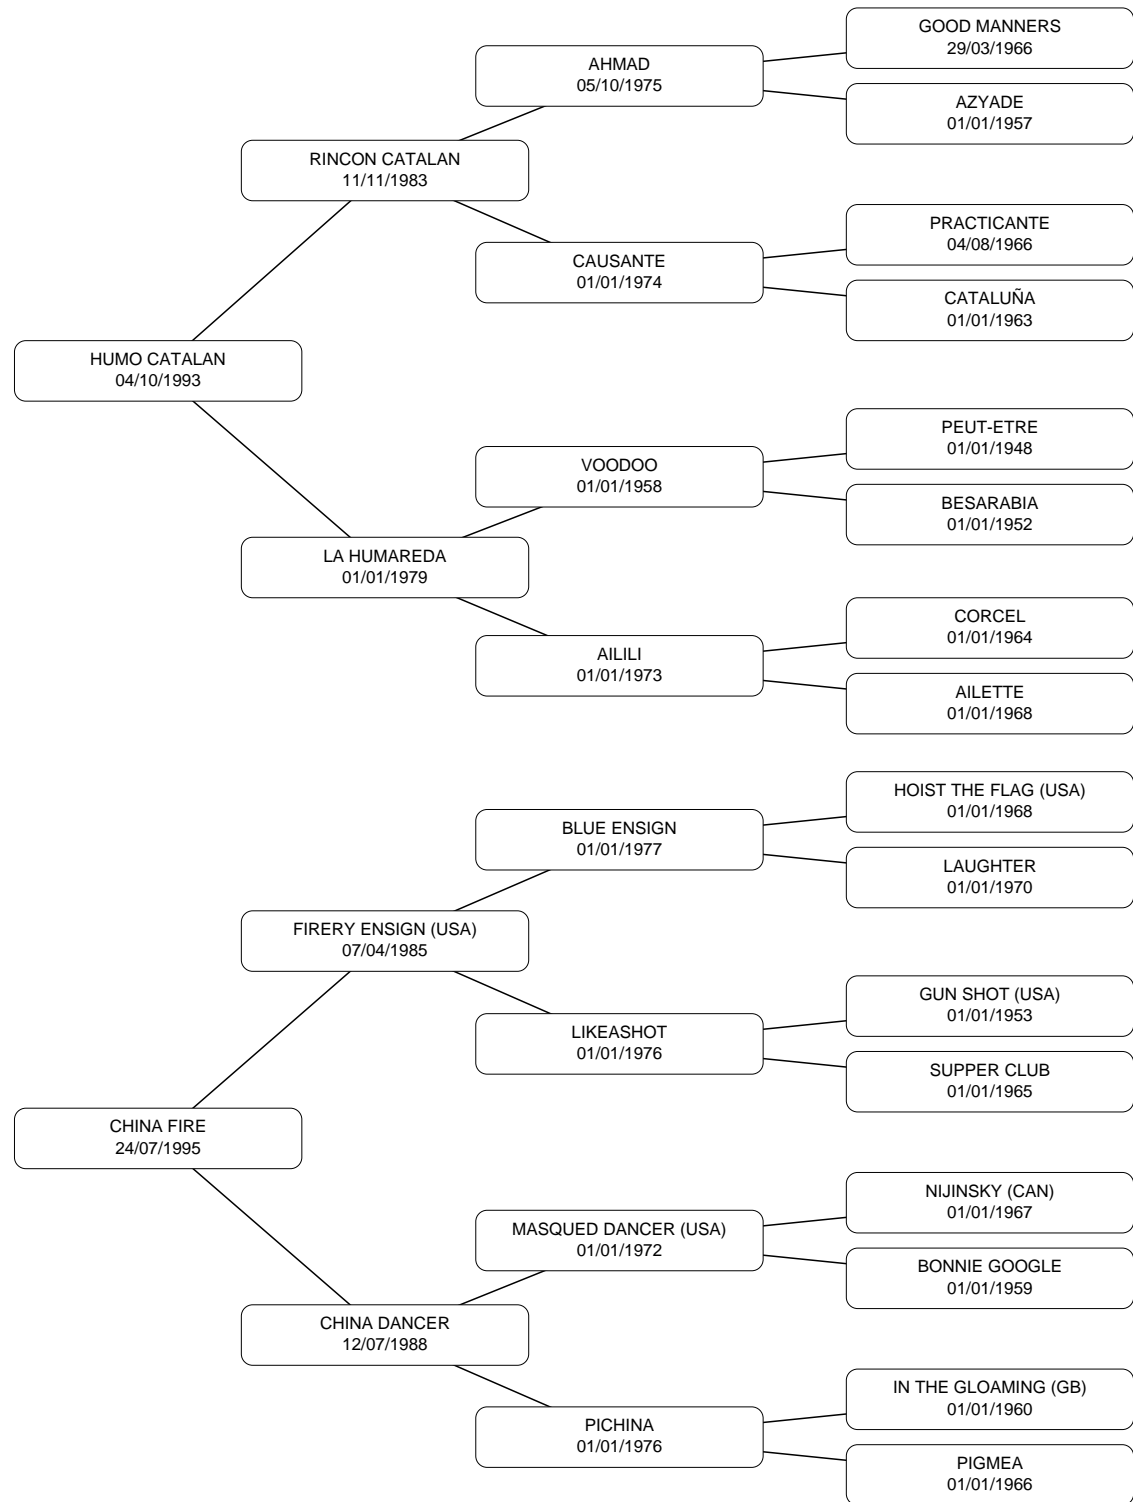 GOOD MANNERS
29/03/1966
AHMAD
05/10/1975
AZYADE
01/01/1957
RINCON CATALAN
11/11/1983
PRACTICANTE
04/08/1966
CAUSANTE
01/01/1974
CATALUÑA
01/01/1963
HUMO CATALAN
04/10/1993
PEUT-ETRE
01/01/1948
VOODOO
01/01/1958
BESARABIA
01/01/1952
LA HUMAREDA
01/01/1979
CORCEL
01/01/1964
AILILI
01/01/1973
AILETTE
01/01/1968
HOIST THE FLAG (USA)
01/01/1968
BLUE ENSIGN
01/01/1977
LAUGHTER
01/01/1970
FIRERY ENSIGN (USA)
07/04/1985
GUN SHOT (USA)
01/01/1953
LIKEASHOT
01/01/1976
SUPPER CLUB
01/01/1965
CHINA FIRE
24/07/1995
NIJINSKY (CAN)
01/01/1967
MASQUED DANCER (USA)
01/01/1972
BONNIE GOOGLE
01/01/1959
CHINA DANCER
12/07/1988
IN THE GLOAMING (GB)
01/01/1960
PICHINA
01/01/1976
PIGMEA
01/01/1966